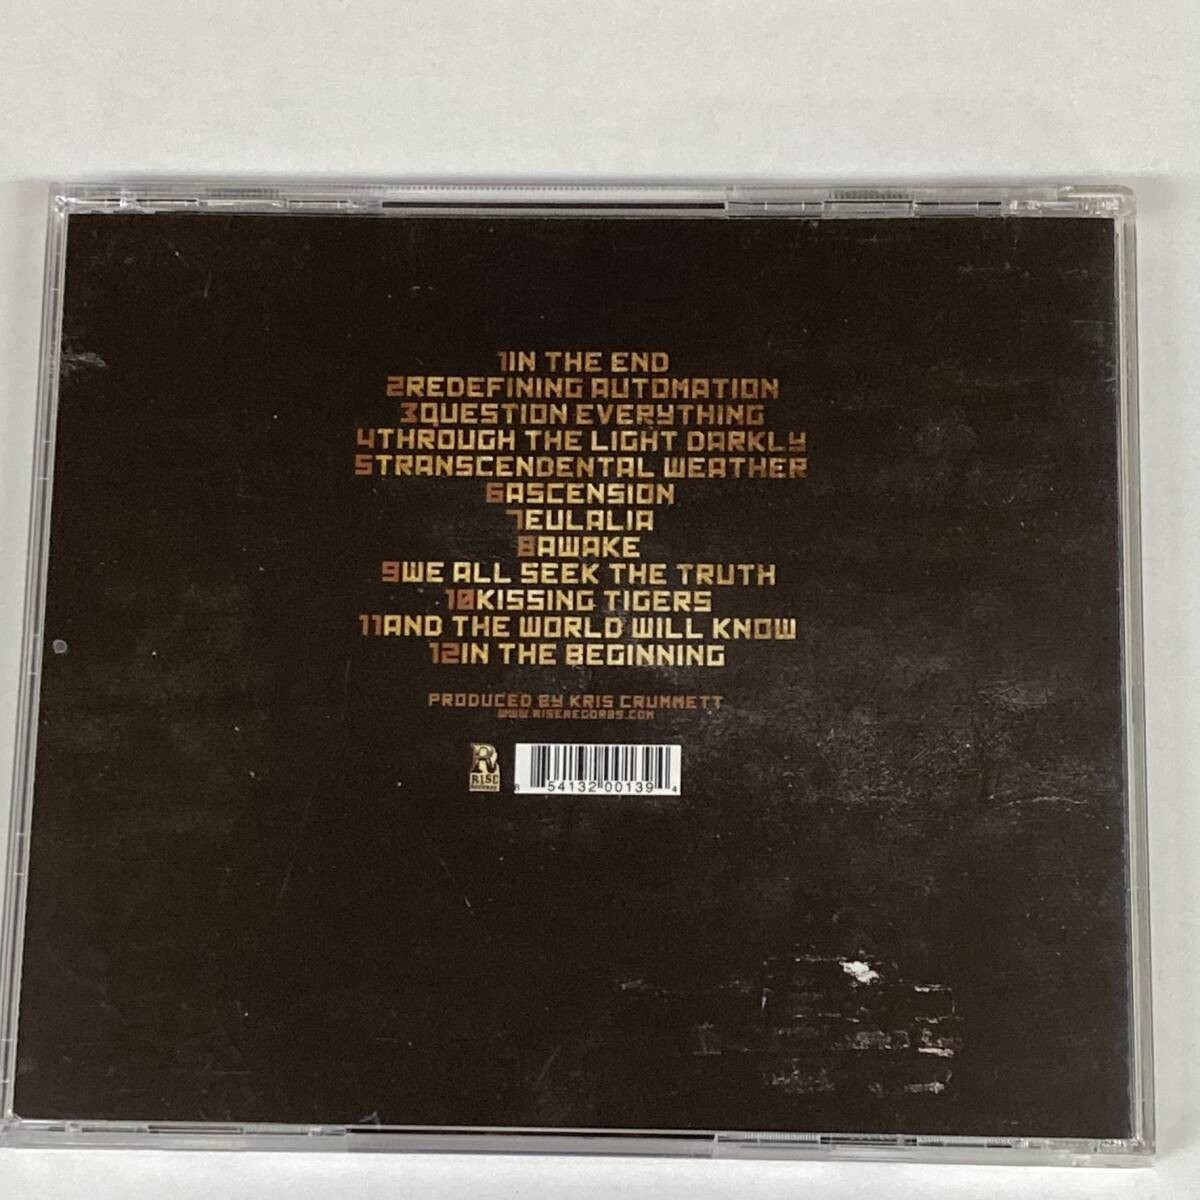 1IN THE END
2REDEFINING AUTOMATION
3QUESTION EVERYTHING
4THROUGH THE LIGHT DARKLY
5TRANSCENDENTAL WEATHER
6ASCENSION
7EULALIA
8AWAKE
9WE ALL SEEK THE TRUTH
10KISSING TIGERS
11AND THE WORLD WILL KNOW
12IN THE BEGINNING
PRODUCED BY KRIS CRUMMETT
WWW.RISERECORDS.COM
R
RISE
RECORDS
8 54132 00139 4